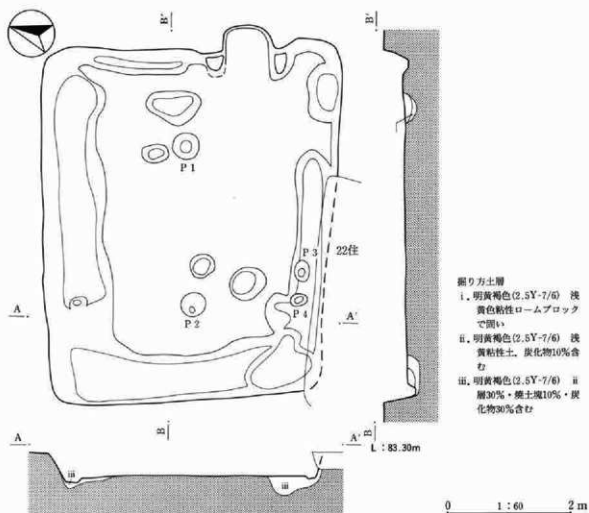 B'
B'
P 1
22住
P 3
P 2
P 4
A
A'
掘り方土層
i. 明黄褐色(2.5Y-7/6) 浅
黄色粘性ロームブロック
で固い
ii. 明黄褐色(2.5Y-7/6) 浅
黄粘性土、炭化物10%含
む
iii. 明黄褐色(2.5Y-7/6) ii
層30%・焼土塊10%・炭
化物30%含む
B
B
A
A'
L:83.30m
iii
iii
0 1:60 2m